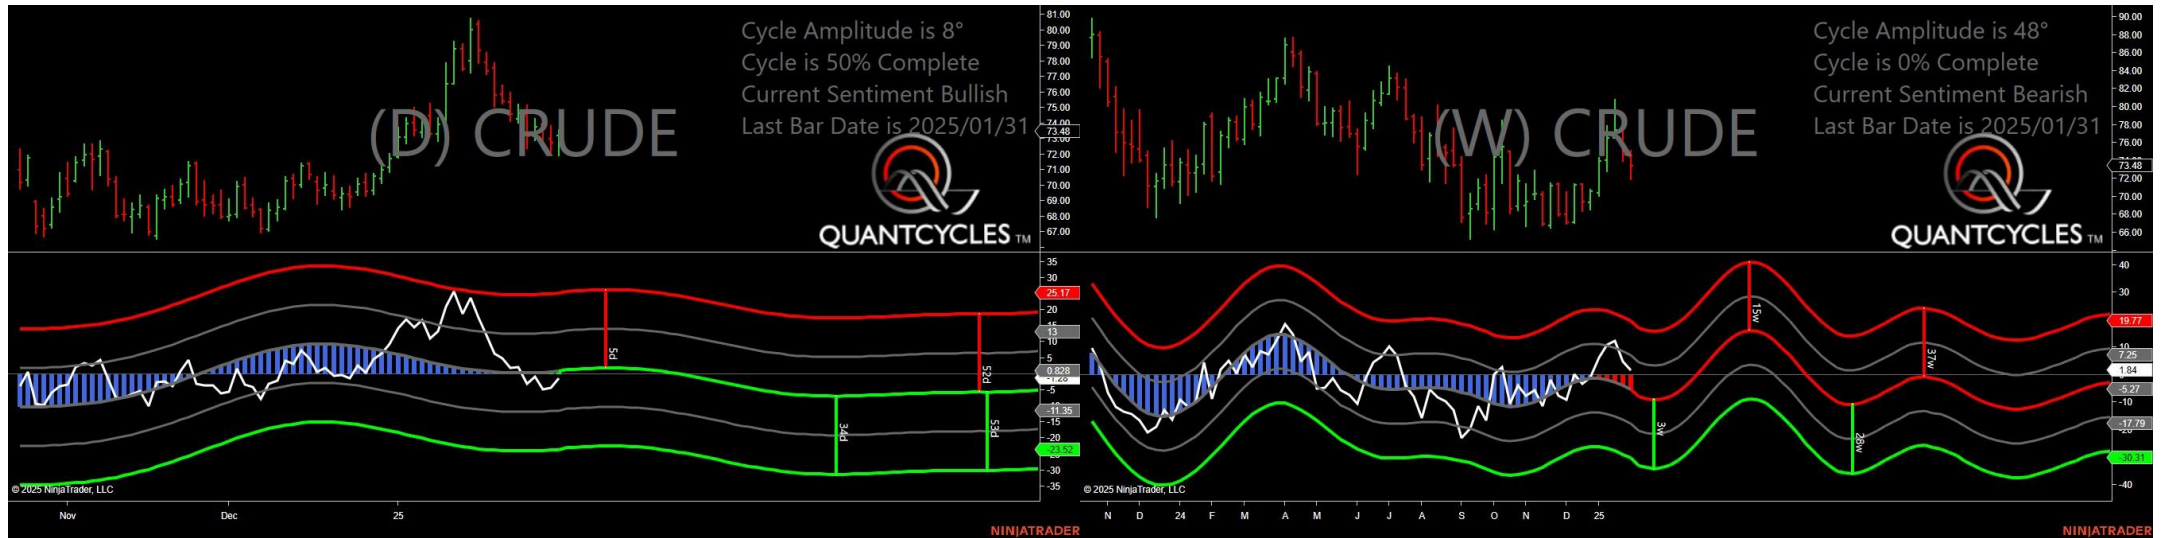 Cycle Amplitude is 8°
Cycle is 50% Complete
Current Sentiment Bullish
Last Bar Date is 2025/01/31
(D) CRUDE
QUANTCYCLES TM
81.00
80.00
79.00
78.00
77.00
76.00
75.00
74.00
73.48
72.00
71.00
70.00
69.00
68.00
67.00
35
30
25.17
20
15
13
10
5
0.828
-1.28
-5
-11.35
-15
-20
-23.52
-30
-35
5d
34d
52d
53d
© 2025 NinjaTrader, LLC
Nov Dec 25
NINJATRADER
Cycle Amplitude is 48°
Cycle is 0% Complete
Current Sentiment Bearish
Last Bar Date is 2025/01/31
(W) CRUDE
QUANTCYCLES TM
90.00
88.00
86.00
84.00
82.00
80.00
78.00
76.00
73.48
72.00
70.00
68.00
66.00
40
30
19.77
10
7.25
1.84
-5.27
-10
-17.79
-30.31
-40
3w
15w
28w
37w
© 2025 NinjaTrader, LLC
N D 24 F M A M J J A S O N D 25
NINJATRADER